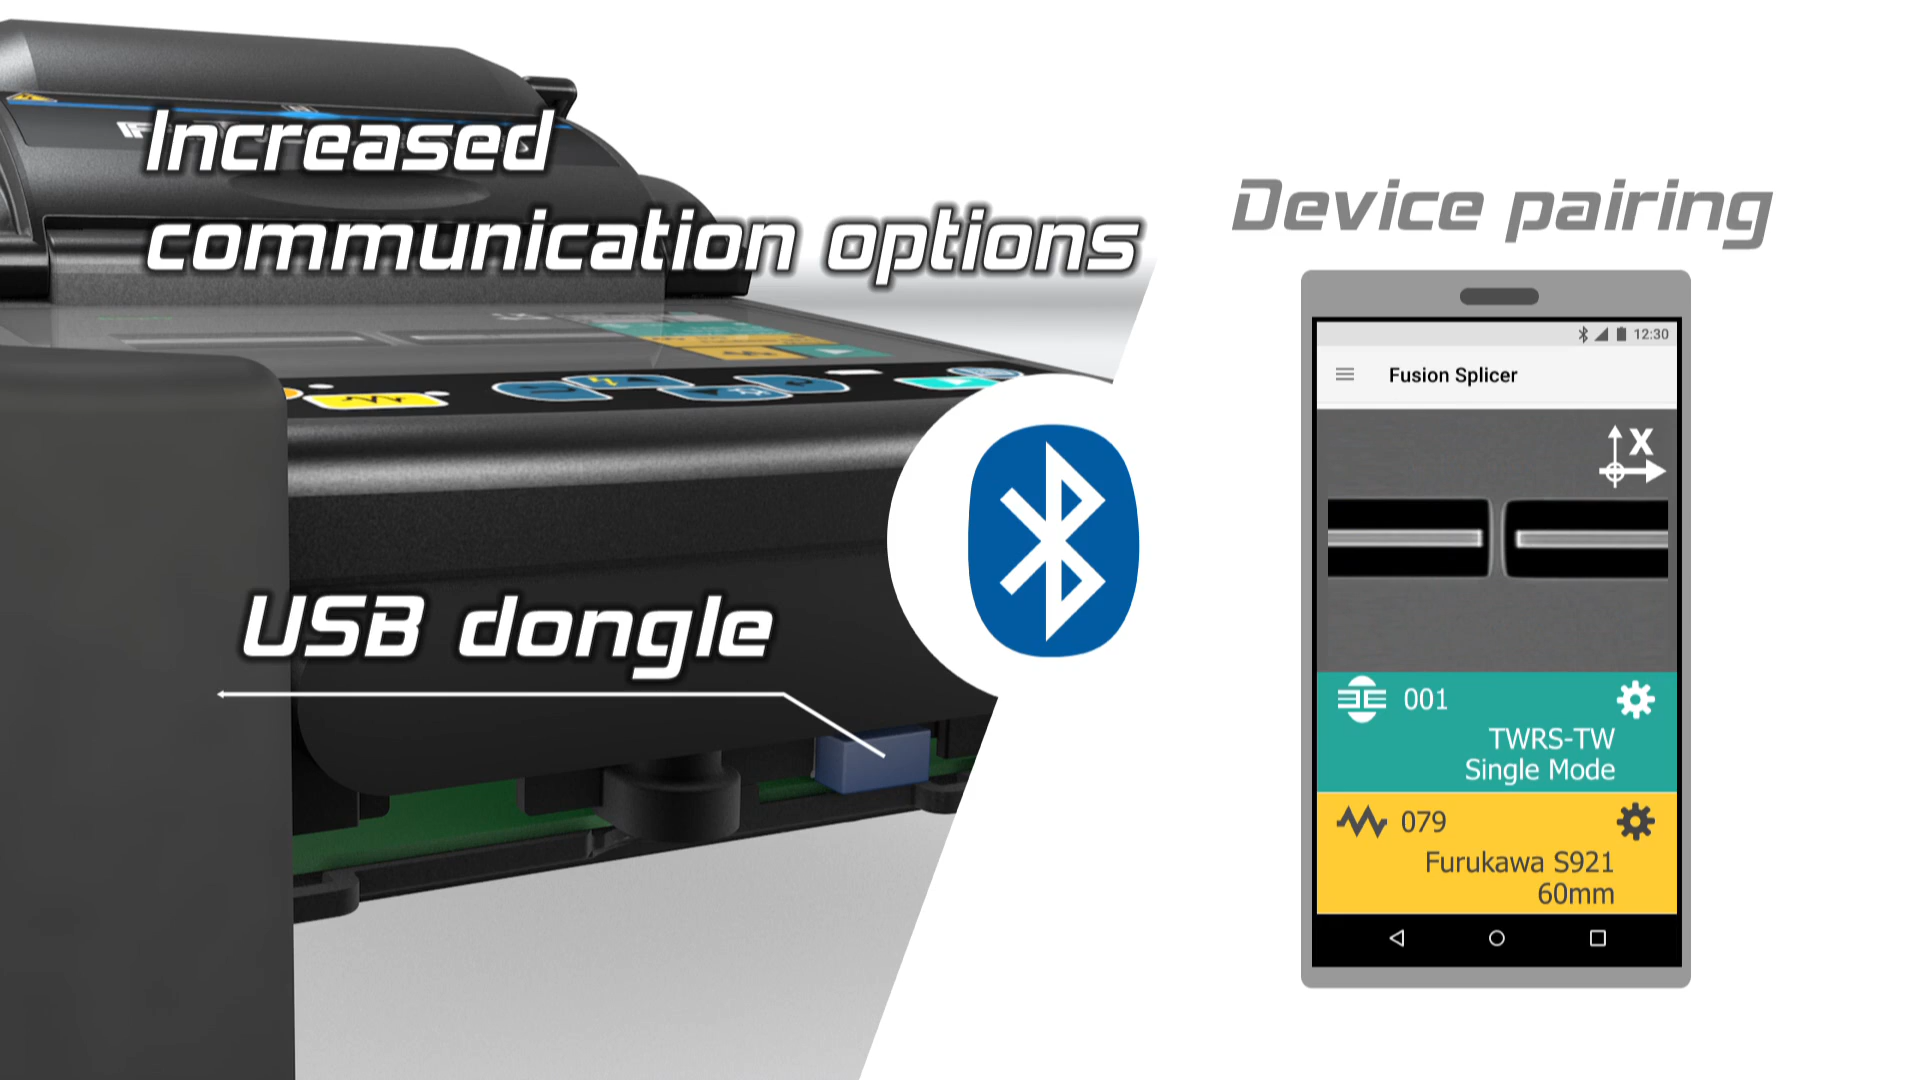 Increased
communication options
USB dongle
Device pairing
12:30
Fusion Splicer
X
001
TWRS-TW
Single Mode
079
Furukawa S921
60mm